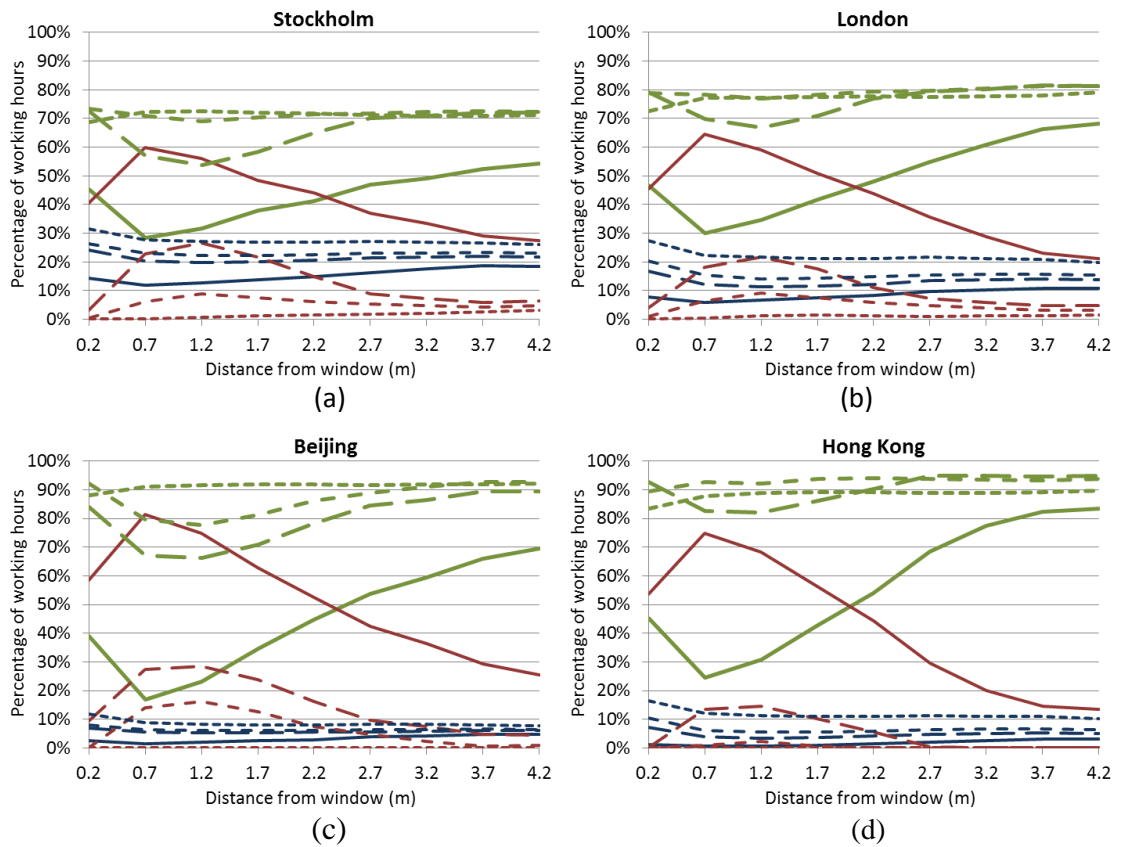 Stockholm
Percentage of working hours
100%
90%
80%
70%
60%
50%
40%
30%
20%
10%
0%
0.2 0.7 1.2 1.7 2.2 2.7 3.2 3.7 4.2
Distance from window (m)
(a)
London
Percentage of working hours
100%
90%
80%
70%
60%
50%
40%
30%
20%
10%
0%
0.2 0.7 1.2 1.7 2.2 2.7 3.2 3.7 4.2
Distance from window (m)
(b)
Beijing
Percentage of working hours
100%
90%
80%
70%
60%
50%
40%
30%
20%
10%
0%
0.2 0.7 1.2 1.7 2.2 2.7 3.2 3.7 4.2
Distance from window (m)
(c)
Hong Kong
Percentage of working hours
100%
90%
80%
70%
60%
50%
40%
30%
20%
10%
0%
0.2 0.7 1.2 1.7 2.2 2.7 3.2 3.7 4.2
Distance from window (m)
(d)